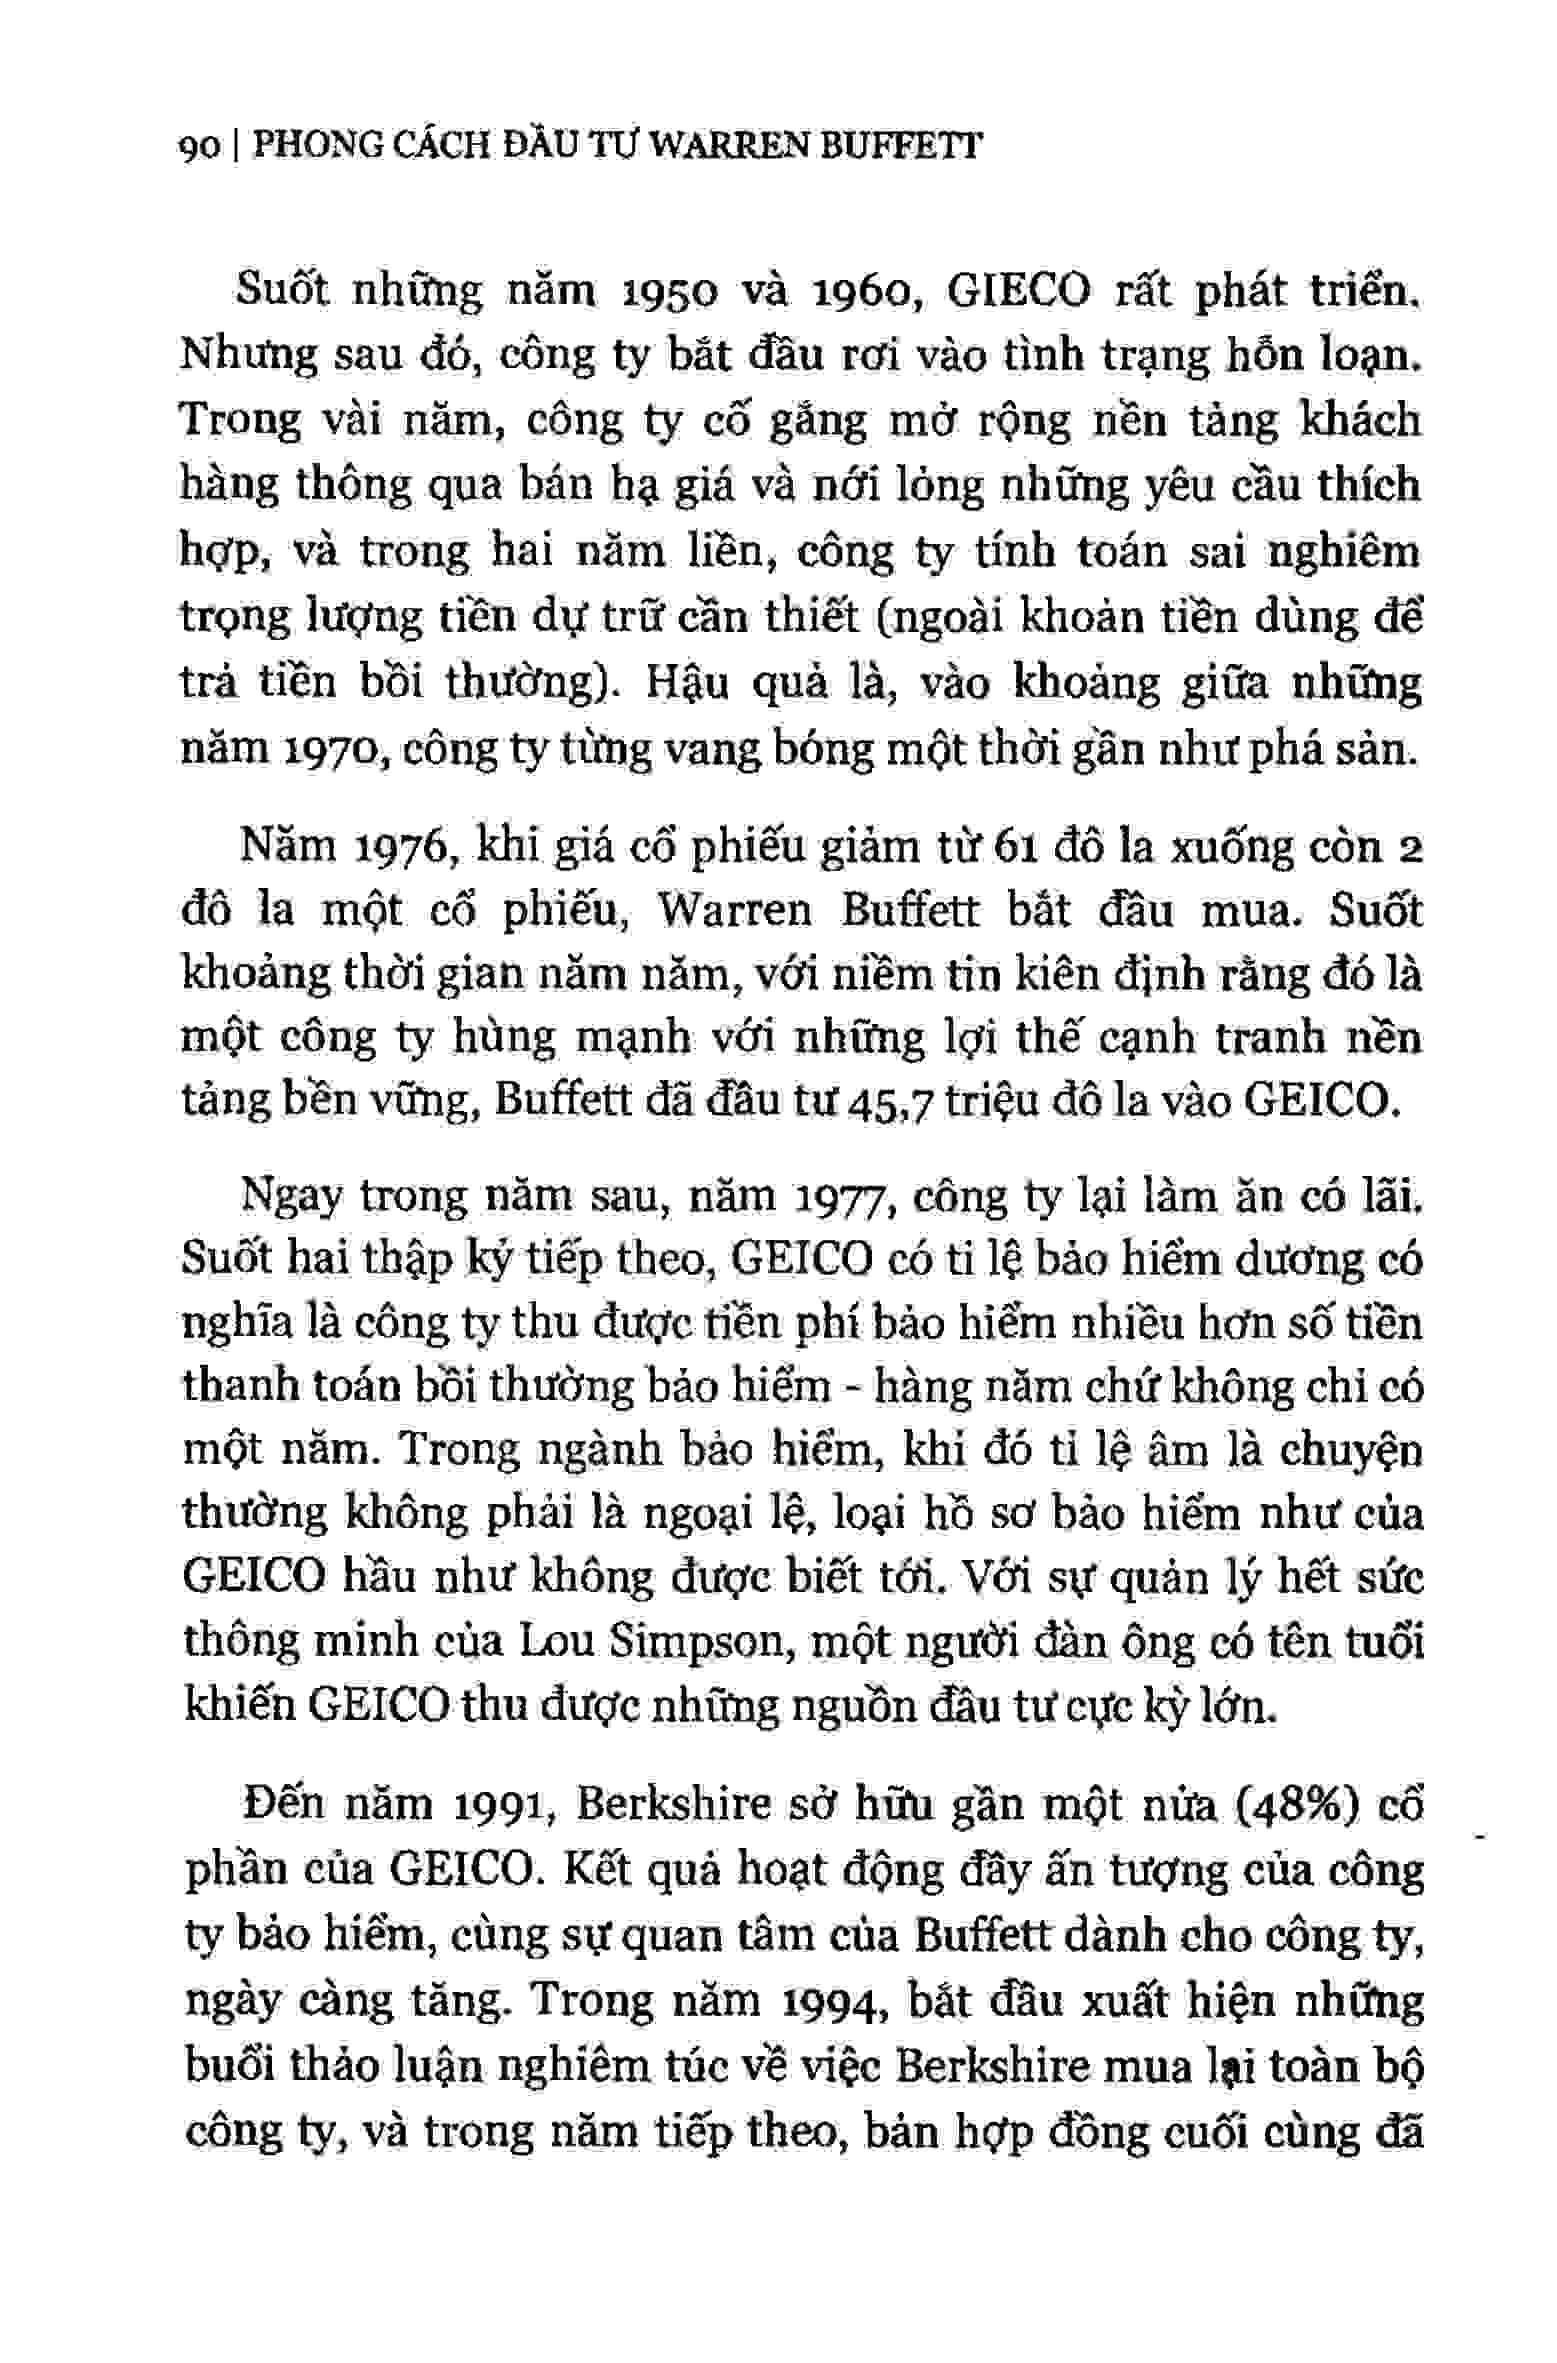 90 | PHONG CÁCH ĐẦU TƯ WARREN BUFFETT
Suốt những năm 1950 và 1960, GIECO rất phát triển.
Nhưng sau đó, công ty bắt đầu rơi vào tình trạng hỗn loạn.
Trong vài năm, công ty cố gắng mở rộng nền tảng khách
hàng thông qua bán hạ giá và nới lỏng những yêu cầu thích
hợp, và trong hai năm liền, công ty tính toán sai nghiêm
trọng lượng tiền dự trữ cần thiết (ngoài khoản tiền dùng để
trả tiền bồi thường). Hậu quả là, vào khoảng giữa những
năm 1970, công ty từng vang bóng một thời gần như phá sản.
Năm 1976, khi giá cổ phiếu giảm từ 61 đô la xuống còn 2
đô la một cổ phiếu, Warren Buffett bắt đầu mua. Suốt
khoảng thời gian năm năm, với niềm tin kiên định rằng đó là
một công ty hùng mạnh với những lợi thế cạnh tranh nền
tảng bền vững, Buffett đã đầu tư 45,7 triệu đô la vào GEICO.
Ngay trong năm sau, năm 1977, công ty lại làm ăn có lãi.
Suốt hai thập kỷ tiếp theo, GEICO có tỉ lệ bảo hiểm dương có
nghĩa là công ty thu được tiền phí bảo hiểm nhiều hơn số tiền
thanh toán bồi thường bảo hiểm - hàng năm chứ không chỉ có
một năm. Trong ngành bảo hiểm, khi đó tỉ lệ âm là chuyện
thường không phải là ngoại lệ, loại hồ sơ bảo hiểm như của
GEICO hầu như không được biết tới. Với sự quản lý hết sức
thông minh của Lou Simpson, một người đàn ông có tên tuổi
khiến GEICO thu được những nguồn đầu tư cực kỳ lớn.
Đến năm 1991, Berkshire sở hữu gần một nửa (48%) cổ
phần của GEICO. Kết quả hoạt động đầy ấn tượng của công
ty bảo hiểm, cùng sự quan tâm của Buffett dành cho công ty,
ngày càng tăng. Trong năm 1994, bắt đầu xuất hiện những
buổi thảo luận nghiêm túc về việc Berkshire mua lại toàn bộ
công ty, và trong năm tiếp theo, bản hợp đồng cuối cùng đã